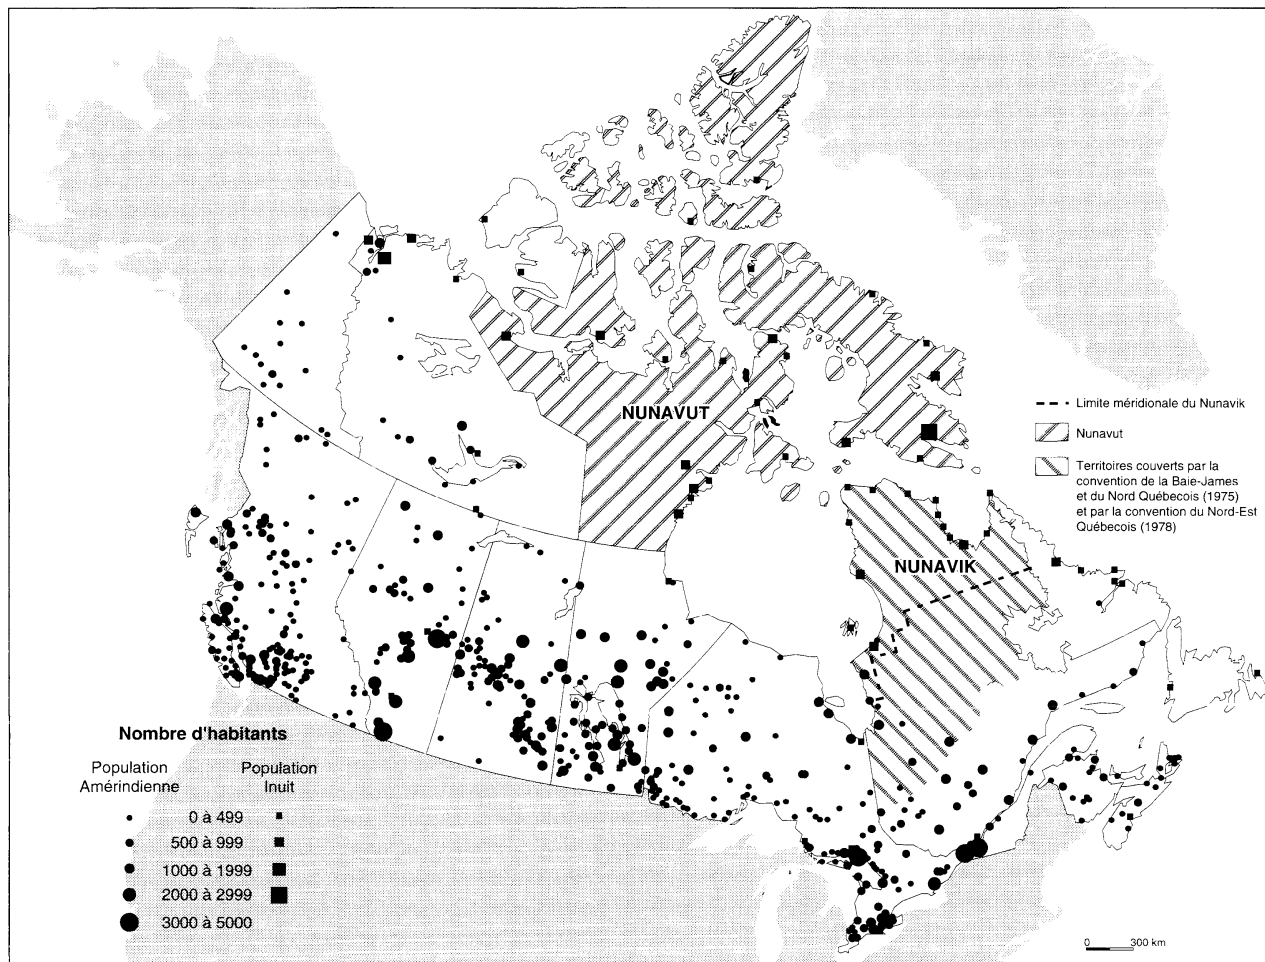 NUNAVUT
NUNAVIK
Limite méridionale du Nunavik
Nunavut
Territoires couverts par la
convention de la Baie-James
et du Nord Québecois (1975)
et par la convention du Nord-Est
Québecois (1978)
Nombre d'habitants
Population Amérindienne
Population Inuit
0 à 499
500 à 999
1000 à 1999
2000 à 2999
3000 à 5000
0 300 km